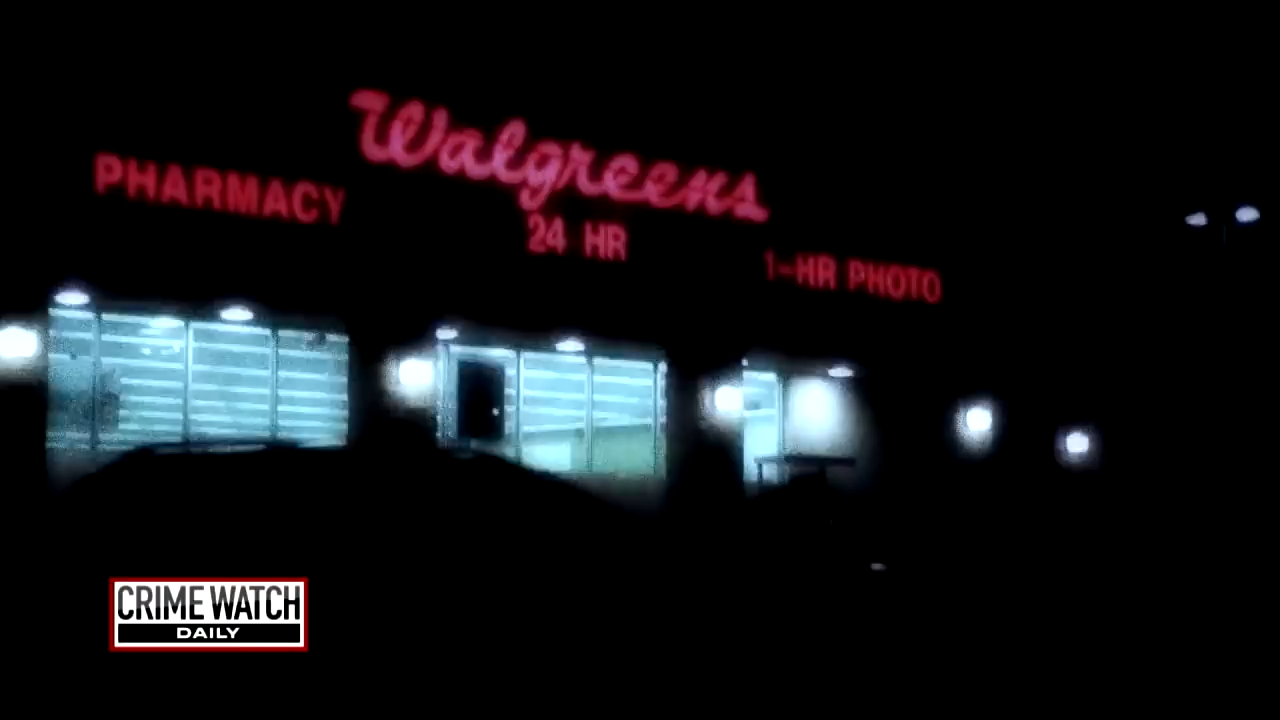 Walgreens
PHARMACY
24 HR
1-HR PHOTO
CRIME WATCH
DAILY